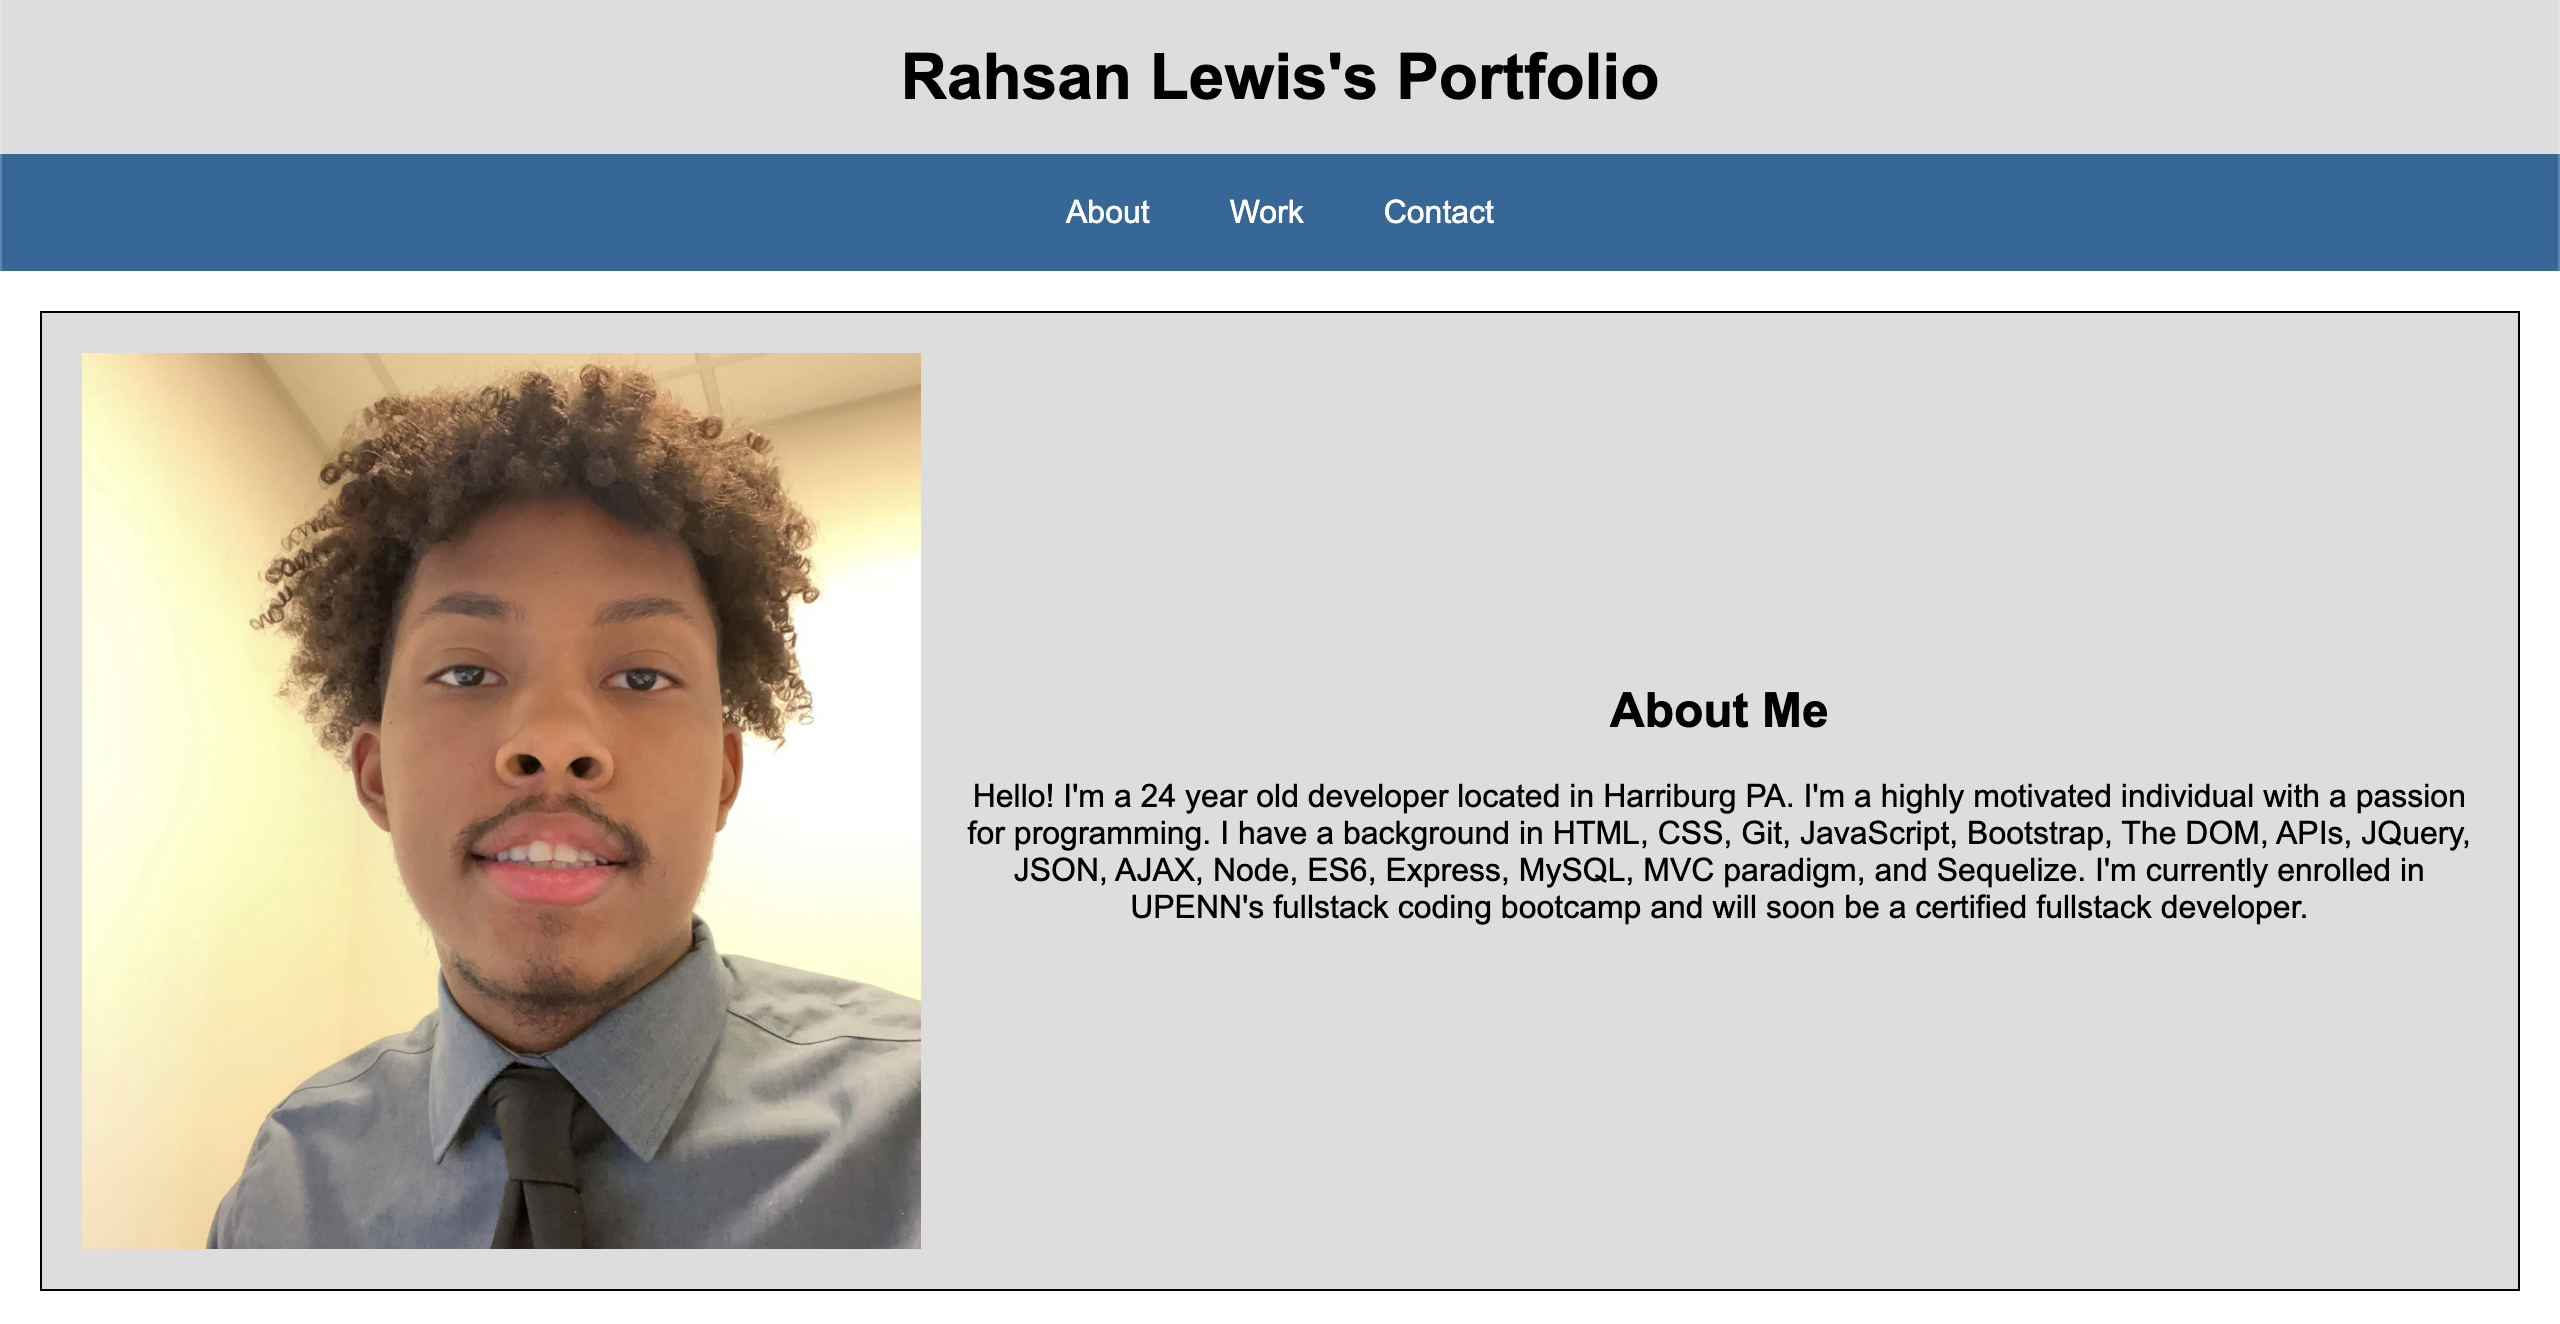 Rahsan Lewis's Portfolio
About Work Contact
About Me
Hello! I'm a 24 year old developer located in Harriburg PA. I'm a highly motivated individual with a passion
for programming. I have a background in HTML, CSS, Git, JavaScript, Bootstrap, The DOM, APIs, JQuery,
JSON, AJAX, Node, ES6, Express, MySQL, MVC paradigm, and Sequelize. I'm currently enrolled in
UPENN's fullstack coding bootcamp and will soon be a certified fullstack developer.